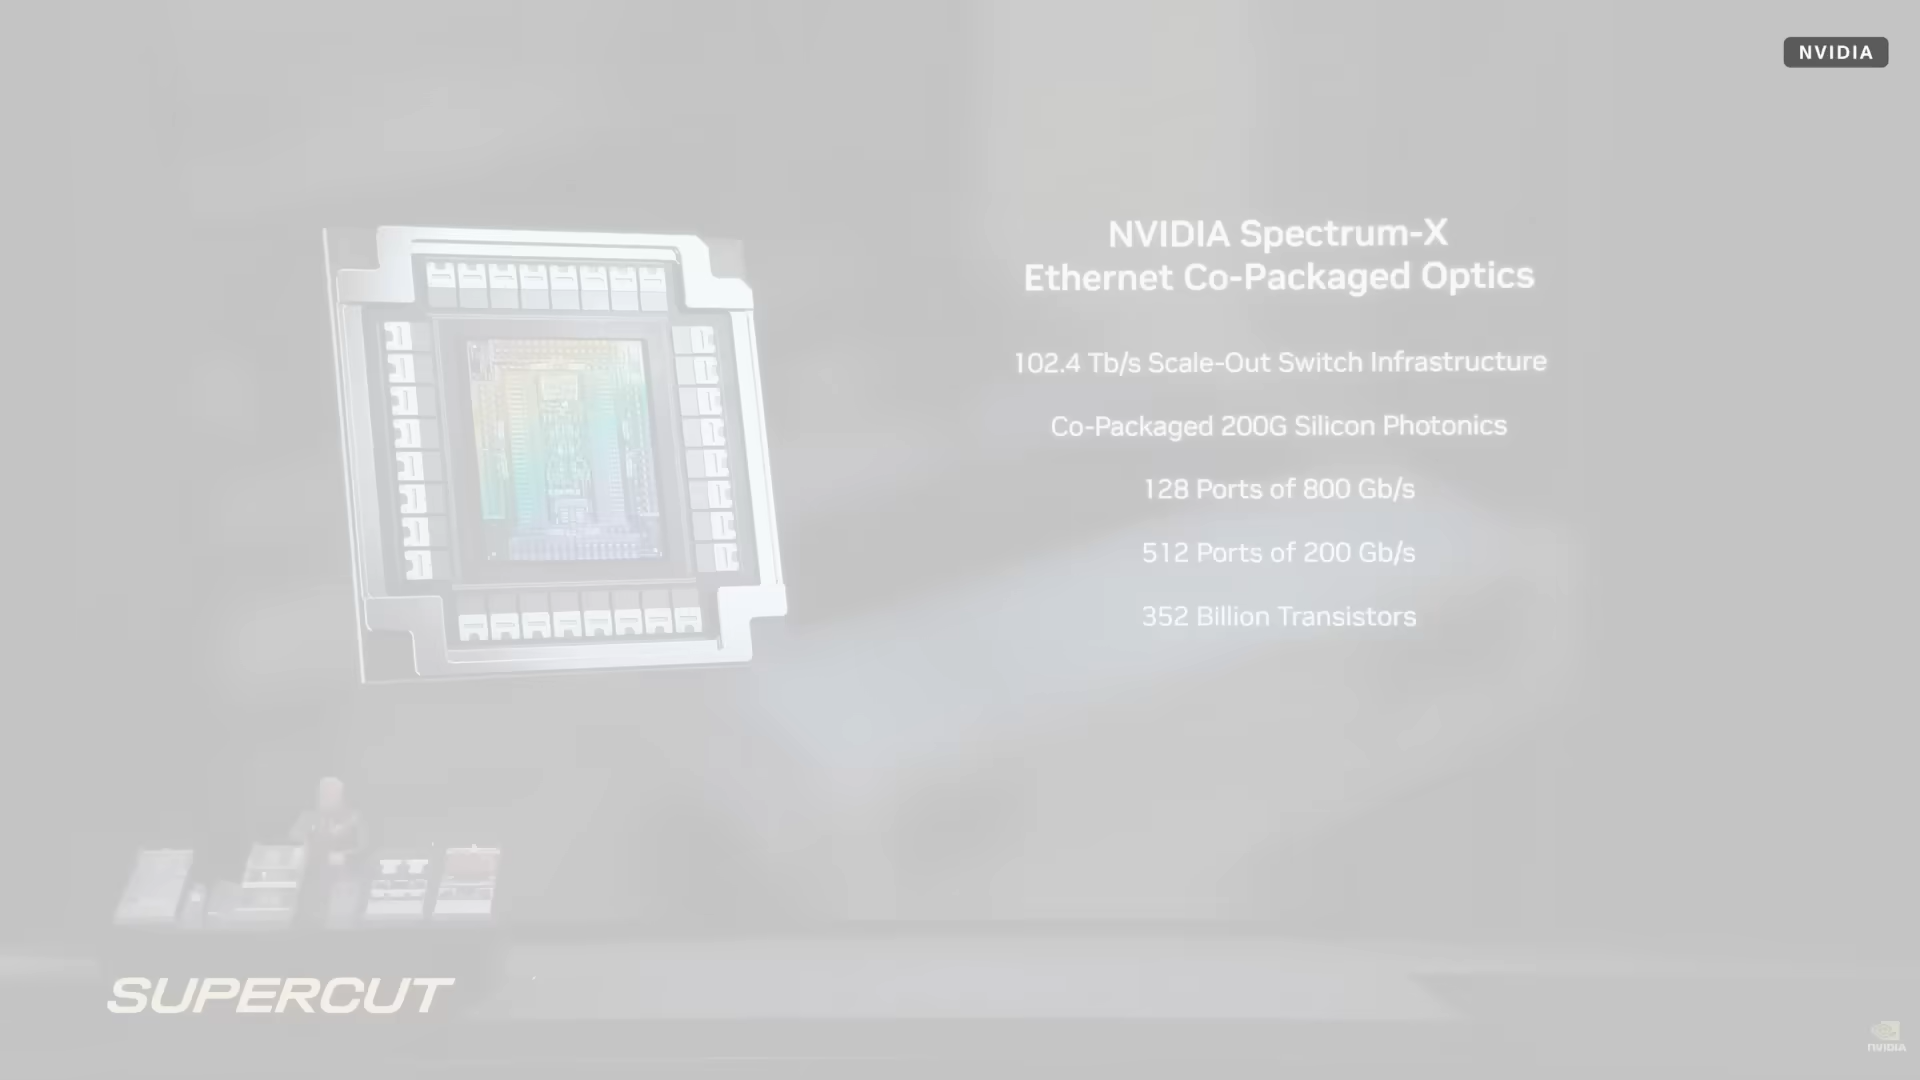 NVIDIA
NVIDIA Spectrum-X
Ethernet Co-Packaged Optics
102.4 Tb/s Scale-Out Switch Infrastructure
Co-Packaged 200G Silicon Photonics
128 Ports of 800 Gb/s
512 Ports of 200 Gb/s
352 Billion Transistors
SUPERCUT
NVIDIA